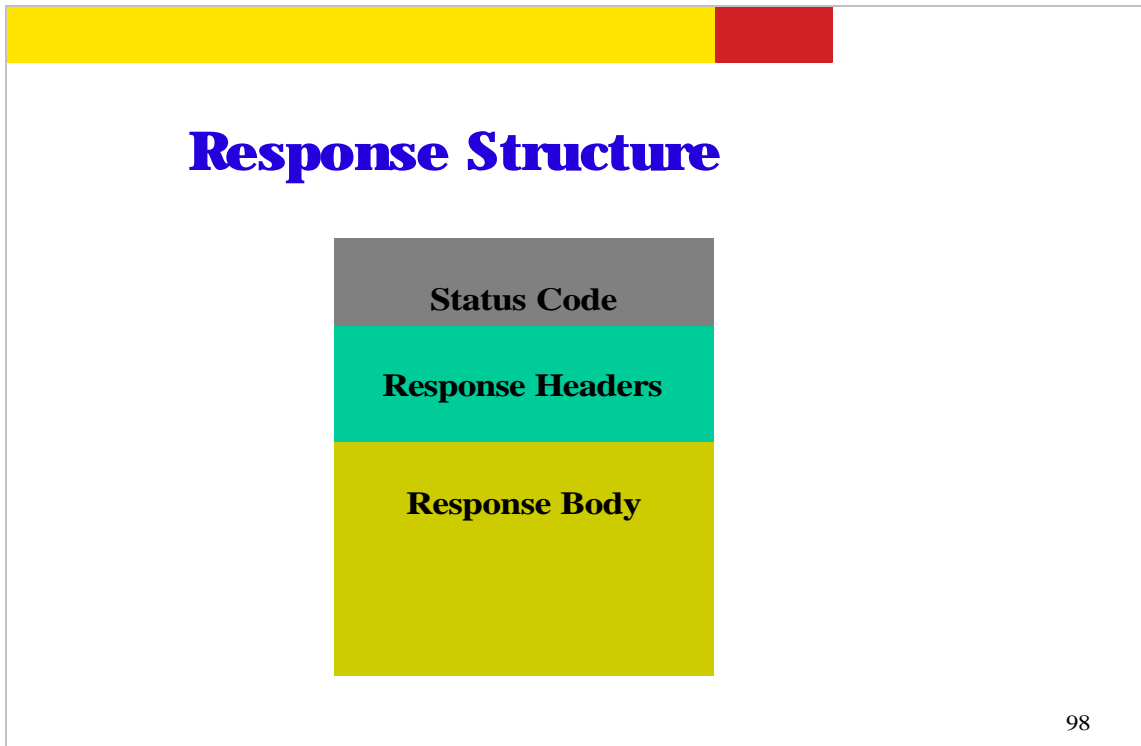 Response Structure
Status Code
Response Headers
Response Body
98